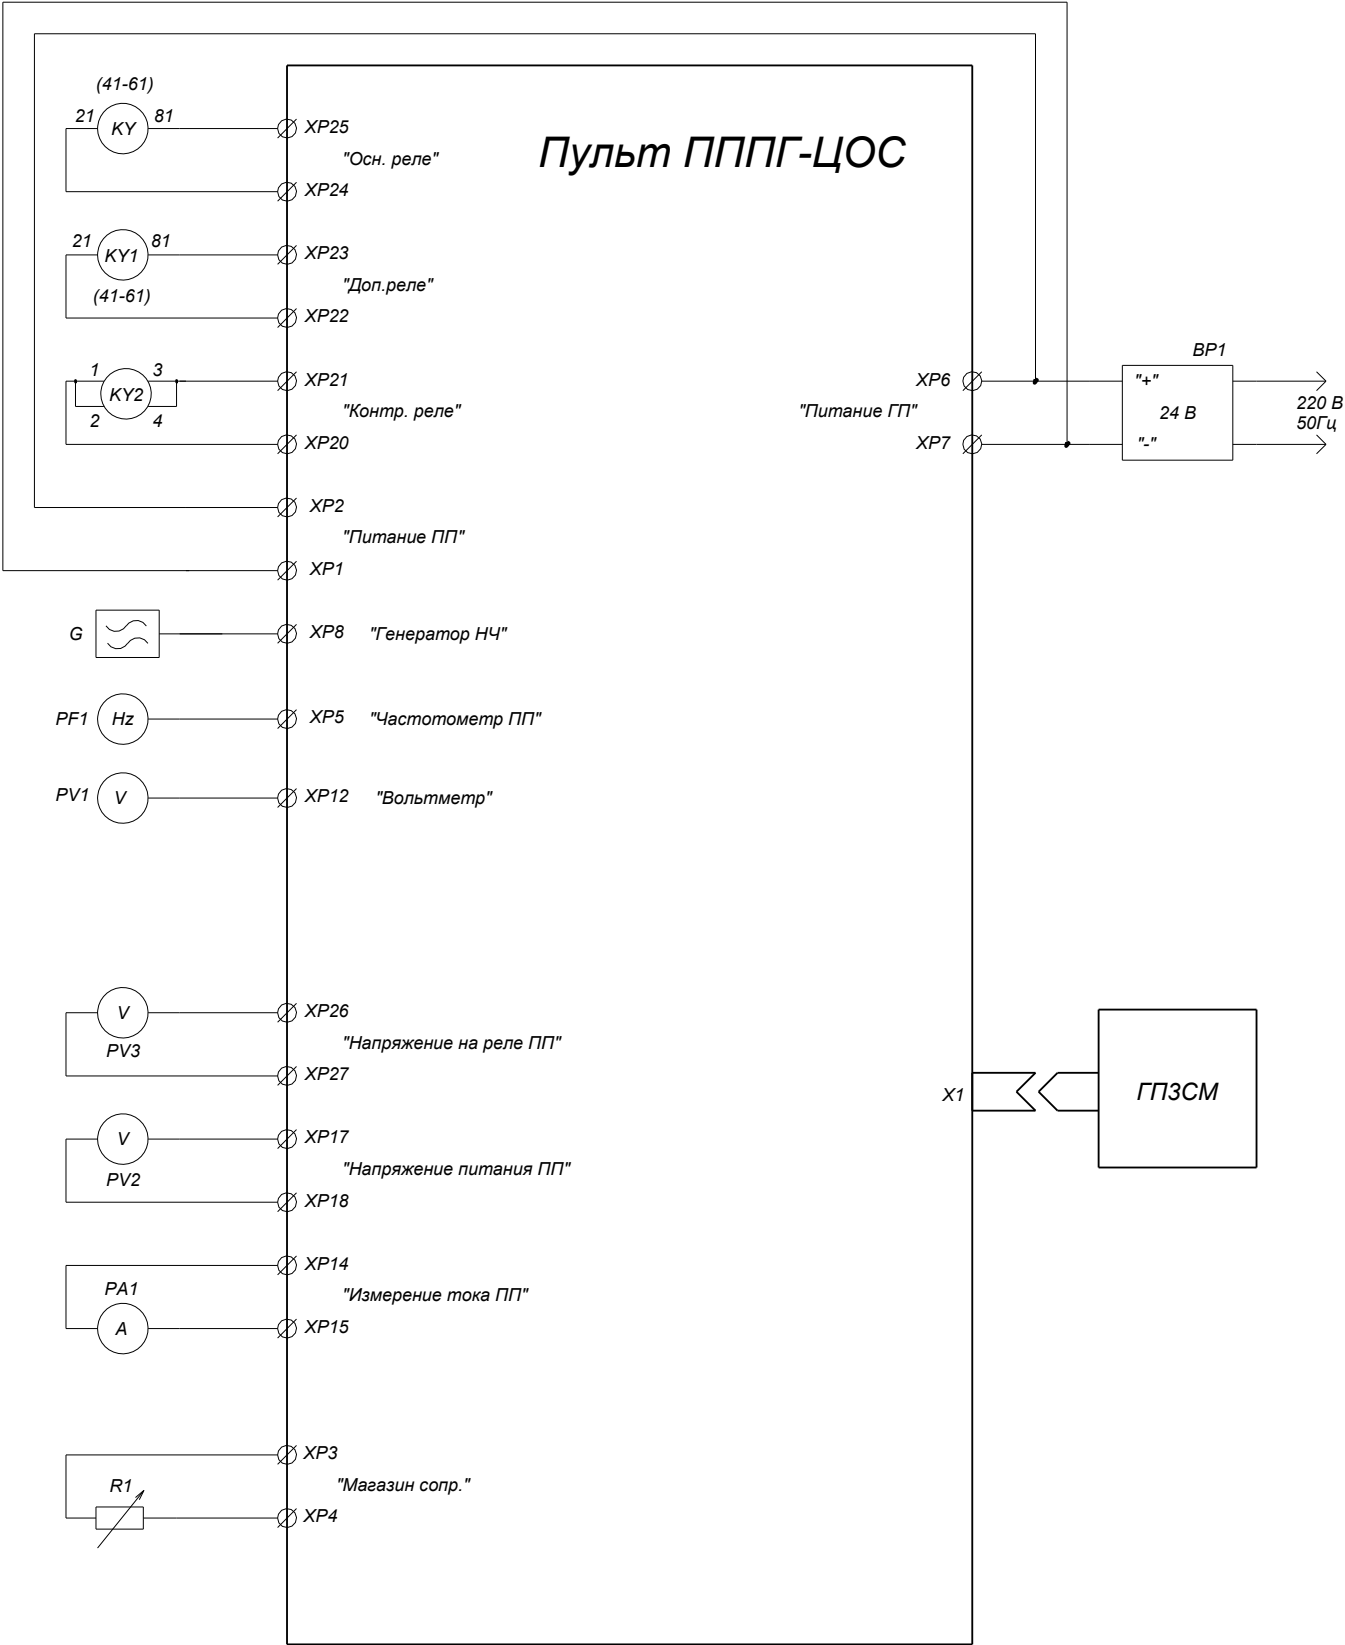 (41-61)
21 KY 81 XP25
Пульт ПППГ-ЦОС
"Осн. реле"
XP24
21 KY1 81 XP23
"Доп.реле"
(41-61)
XP22
BP1
1 3 XP21
XP6 "+"
KY2
"Контр. реле"
"Питание ГП"
24 В
220 В
50Гц
2 4
XP20
XP7 "-"
XP2
"Питание ПП"
XP1
G XP8 "Генератор НЧ"
PF1 Hz XP5 "Частотометр ПП"
PV1 V XP12 "Вольтметр"
V XP26
PV3 "Напряжение на реле ПП"
XP27
X1 ГП3СМ
V XP17
PV2 "Напряжение питания ПП"
XP18
XP14
PA1 "Измерение тока ПП"
A XP15
XP3
R1 "Магазин сопр."
XP4